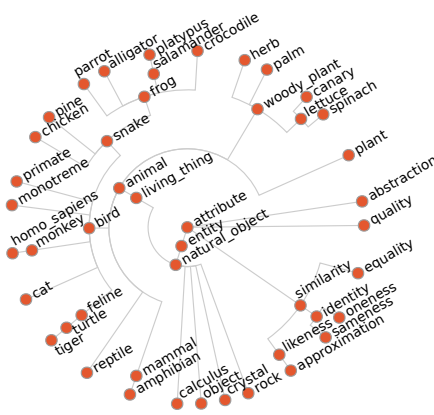 platypus
crocodile
alligator
salamander
parrot
frog
herb
palm
woody_plant
canary
lettuce
spinach
pine
chicken
snake
plant
primate
monotreme
animal
living_thing
abstraction
quality
attribute
entity
natural_object
homo_sapiens
monkey
bird
cat
feline
turtle
tiger
reptile
mammal
amphibian
calculus
object
crystal
rock
similarity
equality
identity
oneness
sameness
likeness
approximation